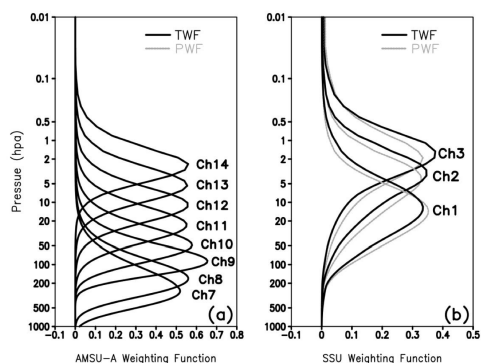 0.01
0.1
0.5
1
2
5
10
20
50
100
200
500
1000
Pressure (hpa)
TWF
PWF
Ch14
Ch13
Ch12
Ch11
Ch10
Ch9
Ch8
Ch7
(a)
-0.1 0 0.1 0.2 0.3 0.4 0.5 0.6 0.7 0.8
AMSU-A Weighting Function
0.01
0.1
0.5
1
2
5
10
20
50
100
200
500
1000
TWF
PWF
Ch3
Ch2
Ch1
(b)
-0.1 0 0.1 0.2 0.3 0.4 0.5
SSU Weighting Function